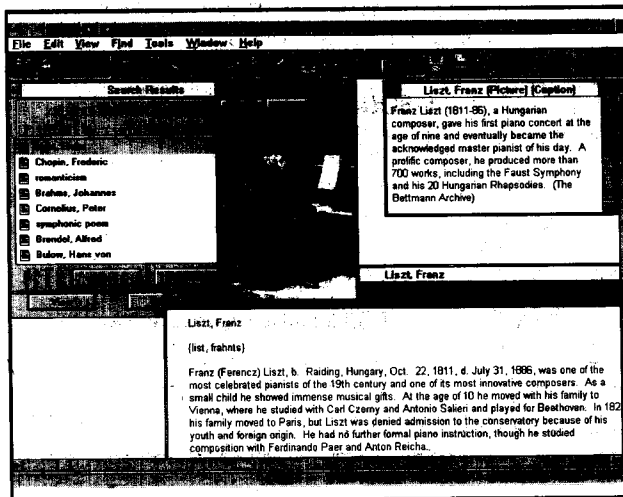 File Edit View Find Tools Window Help
Search Results
Chopin, Frederic
romanticism
Brahms, Johannes
Cornelius, Peter
symphonic poem
Brendel, Alfred
Bulow, Hans von
Liszt, Franz (Picture) (Caption)
Franz Liszt (1811-86), a Hungarian
composer, gave his first piano concert at the
age of nine and eventually became the
acknowledged master pianist of his day. A
prolific composer, he produced more than
700 works, including the Faust Symphony
and his 20 Hungarian Rhapsodies. (The
Bettmann Archive)
Liszt, Franz
Liszt, Franz
{list, frahnts}
Franz (Ferencz) Liszt, b. Raiding, Hungary, Oct. 22, 1811, d. July 31, 1886, was one of the
most celebrated pianists of the 19th century and one of its most innovative composers. As a
small child he showed immense musical gifts. At the age of 10 he moved with his family to
Vienna, where he studied with Carl Czerny and Antonio Salieri and played for Beethoven. In 182
his family moved to Paris, but Liszt was denied admission to the conservatory because of his
youth and foreign origin. He had no further formal piano instruction, though he studied
composition with Ferdinando Paer and Anton Reicha.